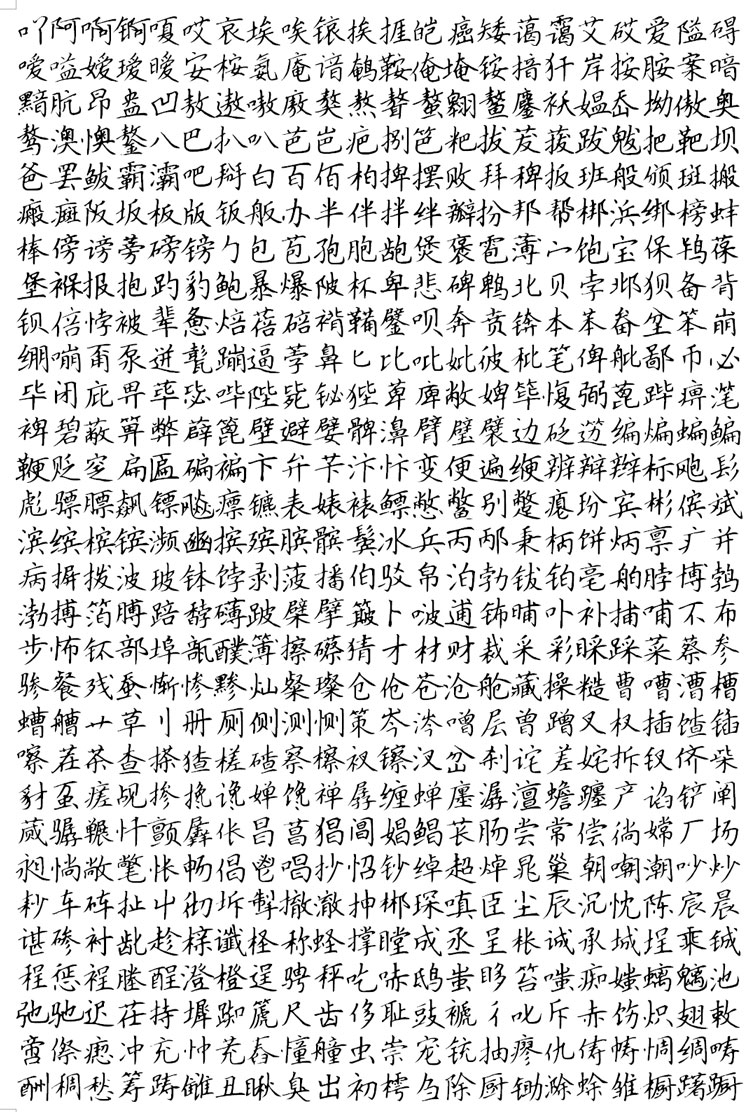 吖阿啊锕嗄哎哀埃唉锿挨捱皑癌矮蔼霭艾砹爱隘碍
嗳嗌嫒瑷暧安桉氨庵谙鹌鞍俺埯铵揞犴岸按胺案暗
黯肮昂盎凹敖遨嗷廒獒熬聱螯翱鳌鏖袄媪岙坳傲奥
骜澳懊鏊八巴扒叭芭岜疤捌笆粑拔茇菝跋魃把靶坝
爸罢鲅霸灞吧掰白百佰柏捭摆败拜稗扳班般颁斑搬
瘢癍阪坂板版钣舨办半伴拌绊瓣扮邦帮梆浜绑榜蚌
棒傍谤蒡磅镑勹包苞孢胞龅煲褒雹薄宀饱宝保鸨葆
堡褓报抱趵豹鲍暴爆陂杯卑悲碑鹎北贝孛邶狈备背
钡倍悖被辈惫焙蓓碚褙鞴鐾呗奔贲锛本苯畚坌笨崩
绷嘣甭泵迸甏蹦逼荸鼻匕比吡妣彼秕笔俾舭鄙币必
毕闭庇畀荜毖哔陛毙铋狴萆庳敝婢筚愎弼蓖跸痹滗
裨碧蔽箅弊薜篦壁避嬖髀濞臂璧襞边砭笾编煸蝙鳊
鞭贬窆扁匾碥褊卞弁苄汴忭变便遍缏辨辩辫标飑髟
彪骠膘飙镖飚瘭镳表婊裱鳔憋鳖别蹩瘪玢宾彬傧斌
滨缤槟镔濒豳摈殡膑髌鬓冰兵丙邴秉柄饼炳禀疒并
病摒拨波玻钵饽剥菠播伯驳帛泊勃钹铂亳舶脖博鹁
渤搏箔膊踣礴跛檗擘簸卜啵逋钸晡卟补捕哺不布
步怖钚部埠瓿醭簿擦礤猜才材财裁采彩睬踩菜蔡参
骖餐残蚕惭惨黪灿粲璨仓伧苍沧舱藏操糙曹嘈漕槽
螬艚艹草刂册厕侧测恻策岑涔噌层曾蹭叉杈插馇锸
嚓茬茶查搽猹槎碴察檫衩镲汊岔刹诧差姹拆钗侪柴
豺虿瘥觇掺搀谗婵馋禅孱缠蝉廛潺澶蟾躔产谄铲阐
蒇骣冁忏颤羼伥昌菖猖阊娼鲳苌肠尝常偿徜嫦厂场
昶惝敞氅怅畅倡鬯唱抄怊钞绰超焯晁巢朝嘲潮吵炒
耖车砗扯屮彻坼掣撤澈抻郴琛嗔臣尘辰沉忱陈宸晨
谌碜衬龀趁榇谶柽称蛏撑瞠成丞呈枨诚承城埕乘铖
程惩裎塍酲澄橙逞骋秤吃哧鸱蚩眵笞嗤痴媸螭魑池
弛驰迟茌持墀踟篪尺齿侈耻豉褫彳叱斥赤饬炽翅敕
啻傺瘛冲充忡茺舂憧艟虫崇宠铳抽瘳仇俦帱惆绸畴
酬稠愁筹踌雠丑瞅臭出初樗刍除厨锄滁蜍雏橱躇蹰